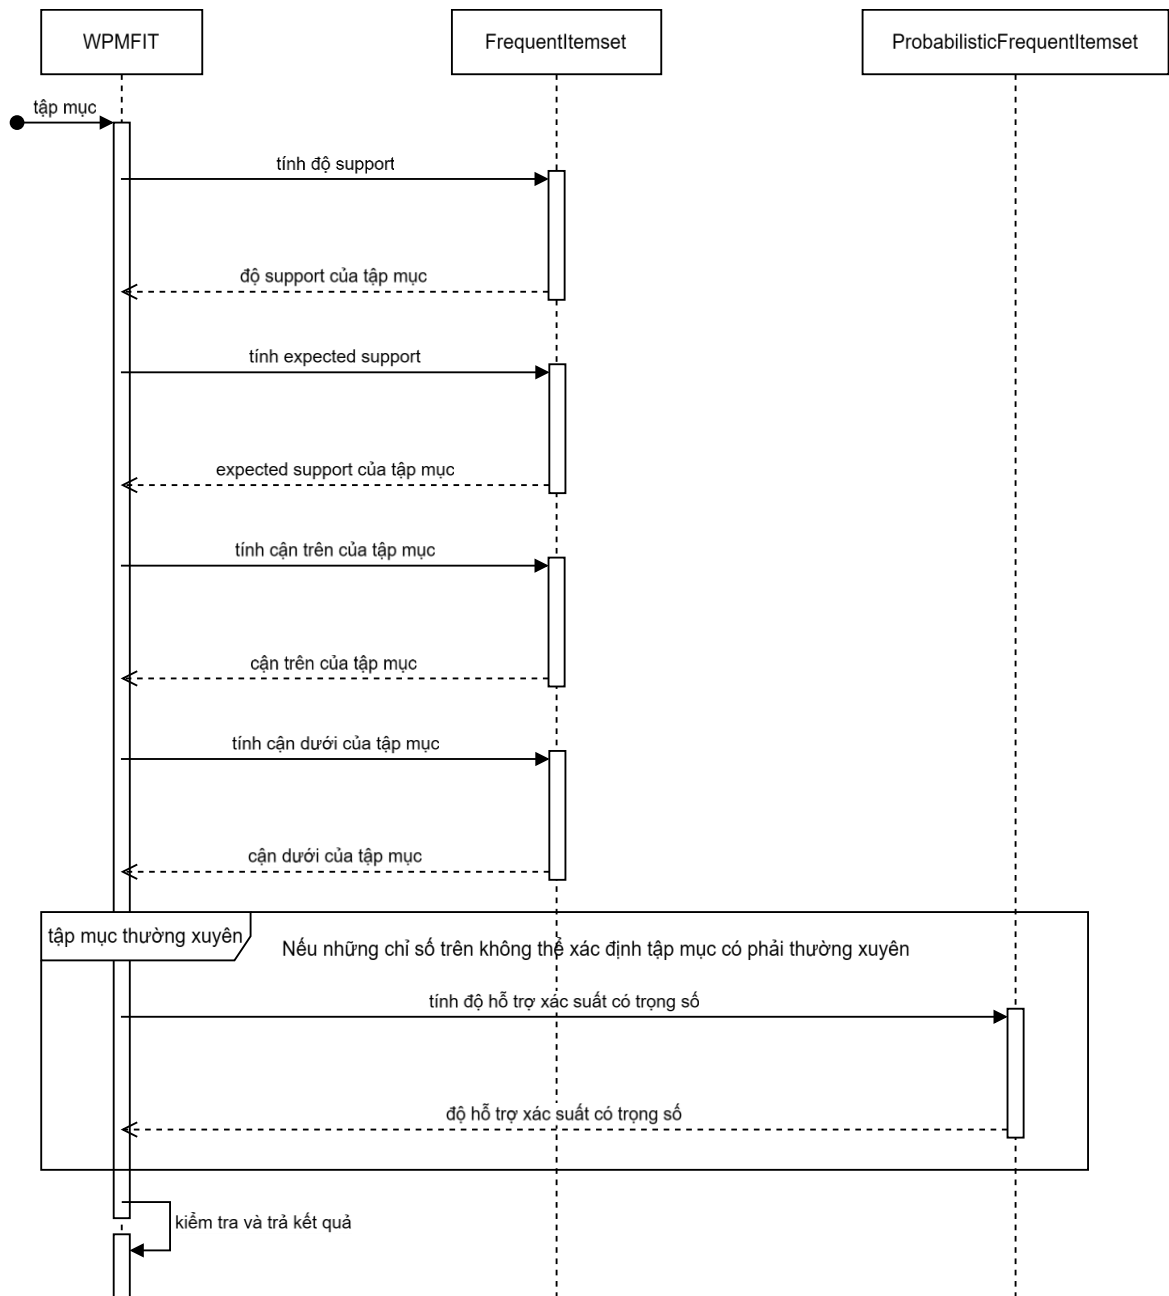 WPMFIT
FrequentItemset
ProbabilisticFrequentItemset
tập mục
tính độ support
độ support của tập mục
tính expected support
expected support của tập mục
tính cận trên của tập mục
cận trên của tập mục
tính cận dưới của tập mục
cận dưới của tập mục
tập mục thường xuyên
Nếu những chỉ số trên không thể xác định tập mục có phải thường xuyên
tính độ hỗ trợ xác suất có trọng số
độ hỗ trợ xác suất có trọng số
kiểm tra và trả kết quả